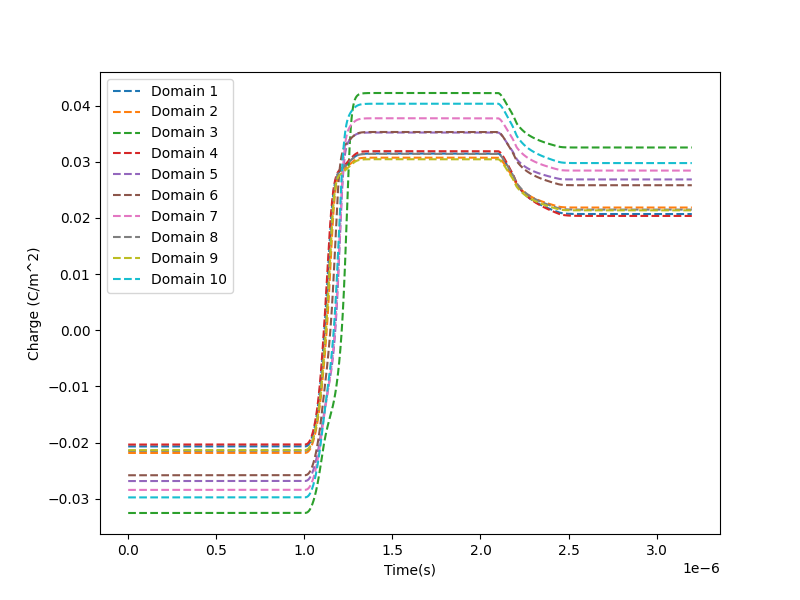 Domain 1
Domain 2
Domain 3
Domain 4
Domain 5
Domain 6
Domain 7
Domain 8
Domain 9
Domain 10
Charge (C/m^2)
0.04
0.03
0.02
0.01
0.00
−0.01
−0.02
−0.03
0.0 0.5 1.0 1.5 2.0 2.5 3.0
Time(s)
1e−6